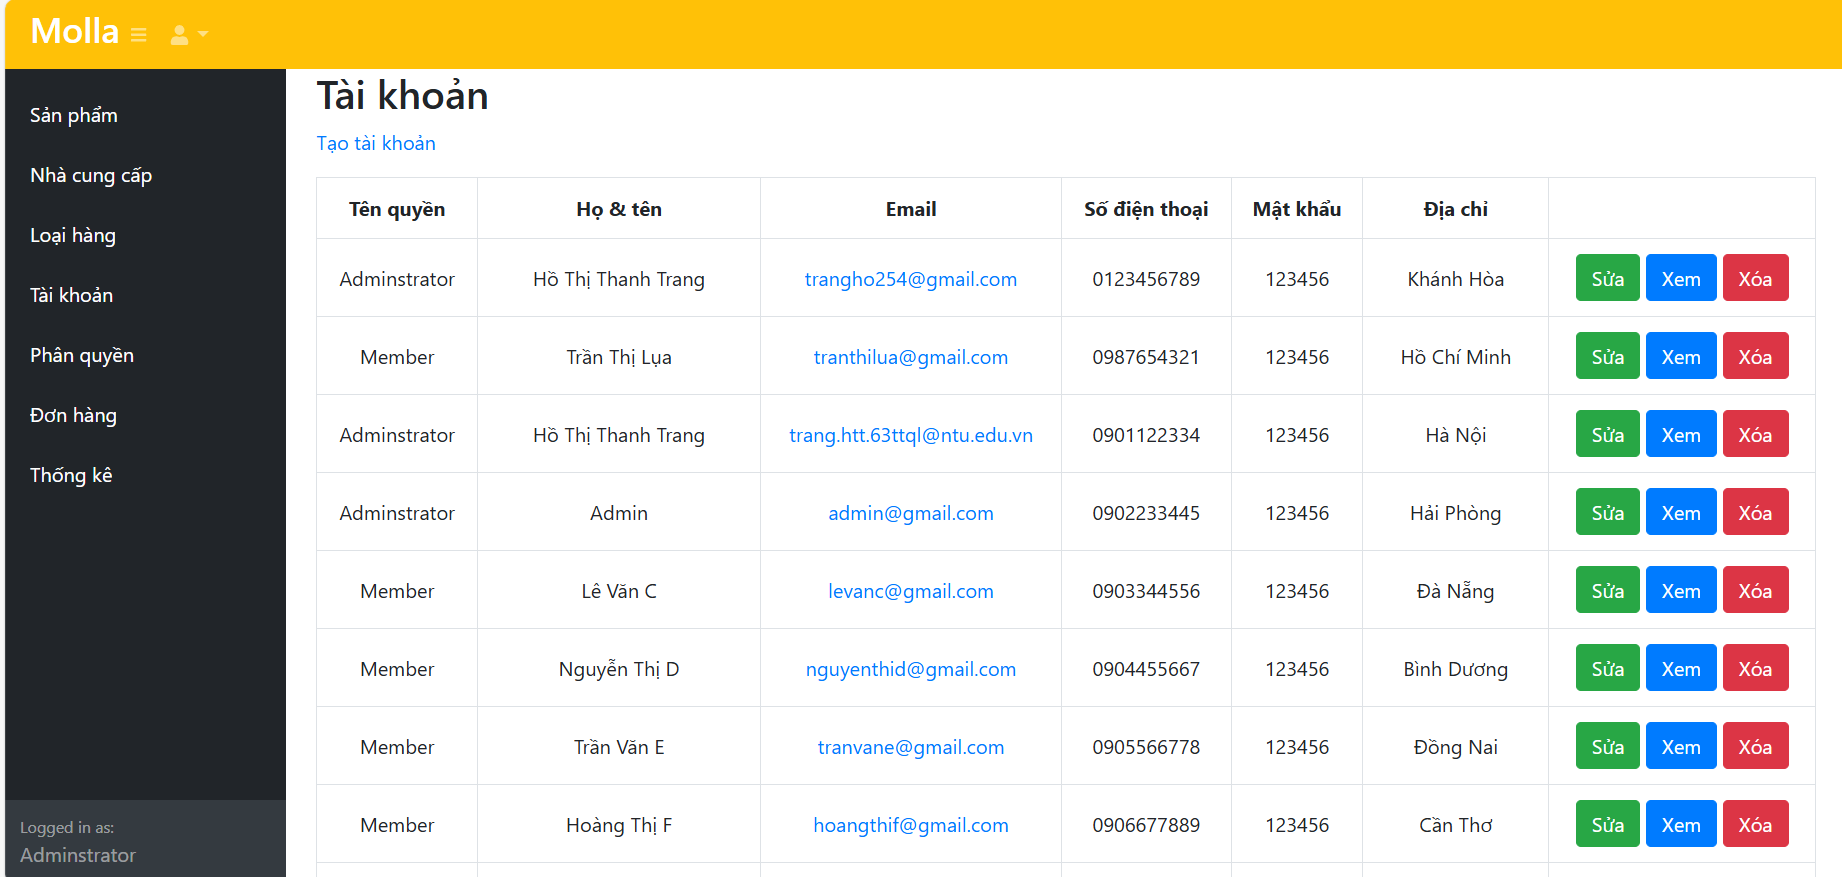 Molla
Sản phẩm
Nhà cung cấp
Loại hàng
Tài khoản
Phân quyền
Đơn hàng
Thống kê
Logged in as:
Adminstrator
Tài khoản
Tạo tài khoản
Tên quyền Họ & tên Email Số điện thoại Mật khẩu Địa chỉ
Adminstrator Hồ Thị Thanh Trang trangho254@gmail.com 0123456789 123456 Khánh Hòa Sửa Xem Xóa
Member Trần Thị Lụa tranthilua@gmail.com 0987654321 123456 Hồ Chí Minh Sửa Xem Xóa
Adminstrator Hồ Thị Thanh Trang trang.htt.63ttql@ntu.edu.vn 0901122334 123456 Hà Nội Sửa Xem Xóa
Adminstrator Admin admin@gmail.com 0902233445 123456 Hải Phòng Sửa Xem Xóa
Member Lê Văn C levanc@gmail.com 0903344556 123456 Đà Nẵng Sửa Xem Xóa
Member Nguyễn Thị D nguyenthid@gmail.com 0904455667 123456 Bình Dương Sửa Xem Xóa
Member Trần Văn E tranvane@gmail.com 0905566778 123456 Đồng Nai Sửa Xem Xóa
Member Hoàng Thị F hoangthif@gmail.com 0906677889 123456 Cần Thơ Sửa Xem Xóa